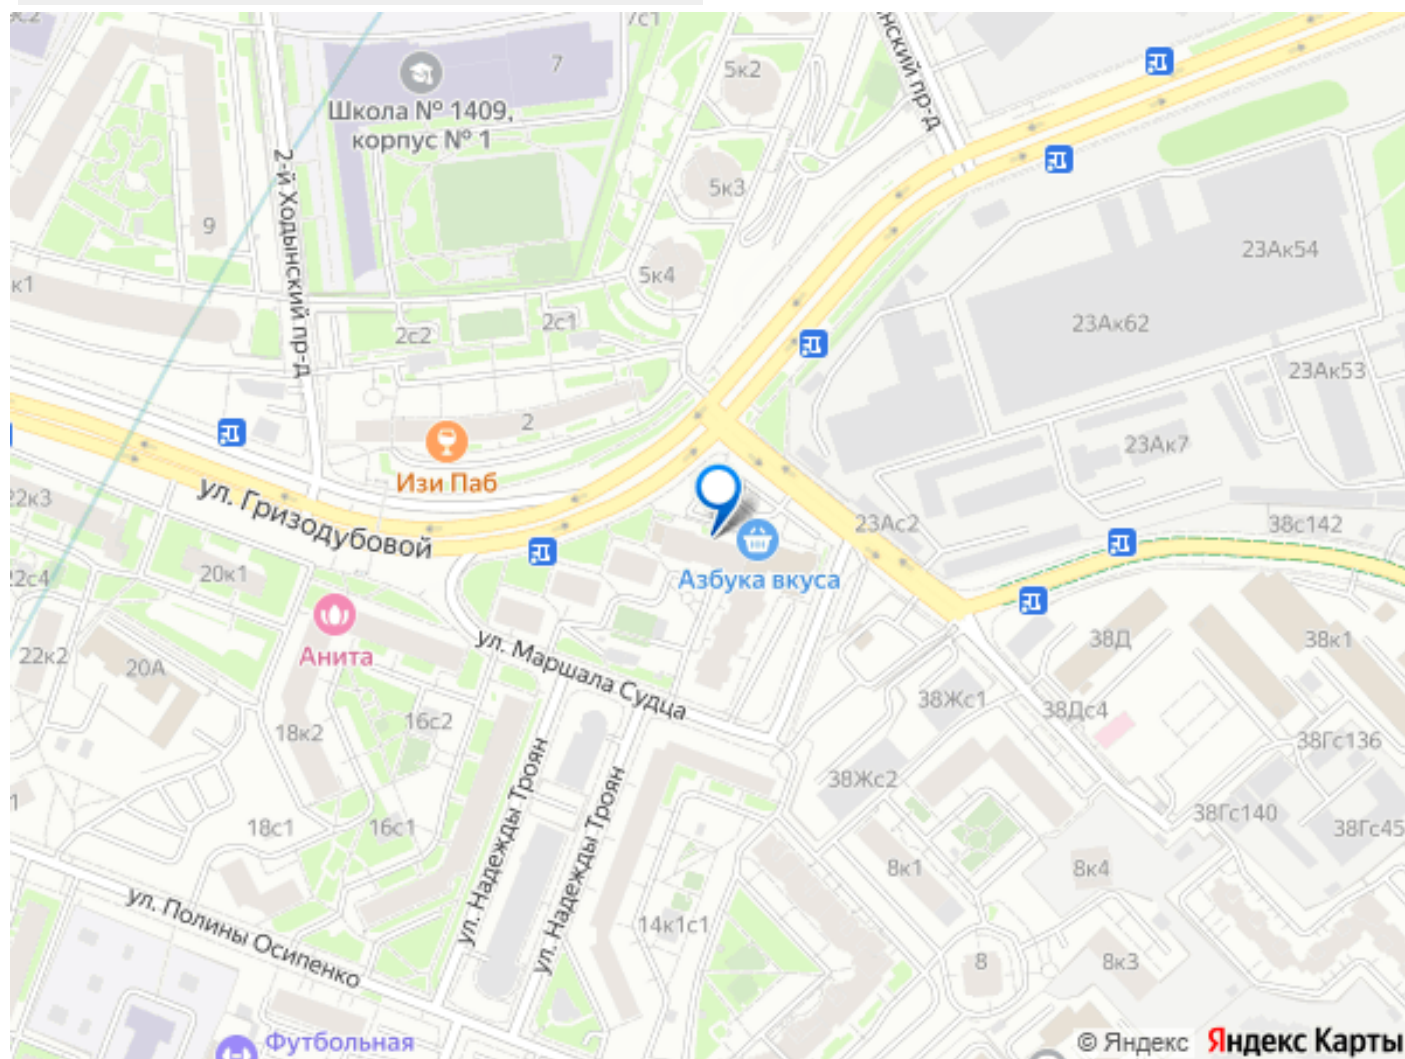 /7с1
7
5к2
нский пр-д
Школа № 1409,
корпус № 1
2-й Ходынский пр-д
5к3
9
23Ак54
5к4
к1
2с2
2с1
23Ак62
23Ак53
2
23Ак7
Изи Паб
22к3
ул. Гризодубовой
23Ас2
38с142
20к1
22с4
Азбука вкуса
Анита
ул. Маршала Судца
22к2
20А
38Д
38к1
38Жс1
38Дс4
16с2
18к2
38Гс136
38Жс2
1
38Гс140
38Гс45
18с1
16с1
ул. Надежды Троян
ул. Надежды Троян
8к1
8к4
ул. Полины Осипенко
14к1с1
8
8к3
Футбольная
© Яндекс Яндекс Карты